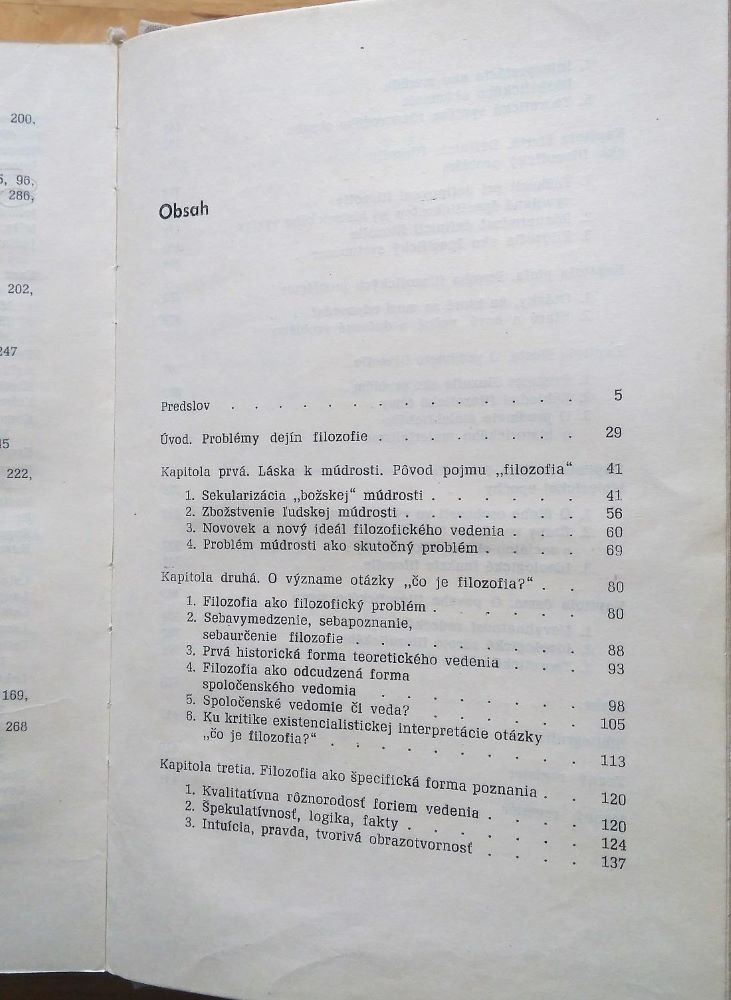 200,
96,
286,
202,
247
222,
169,
268
Obsah
Predslov . . . . . . . . . . . . . . 5
Úvod. Problémy dejín filozofie . . . . . . . 29
Kapitola prvá. Láska k múdrosti. Pôvod pojmu „filozofia“ 41
1. Sekularizácia „božskej“ múdrosti . . . . . . 41
2. Zbožstvenie ľudskej múdrosti . . . . . . . 56
3. Novovek a nový ideál filozofického vedenia . . . . 60
4. Problém múdrosti ako skutočný problém . . . . 69
Kapitola druhá. O význame otázky „čo je filozofia?“ . . 80
1. Filozofia ako filozofický problém . . . . . . 80
2. Sebavymedzenie, sebapoznanie,
sebaurčenie filozofie . . . . . . . . . 88
3. Prvá historická forma teoretického vedenia . . . 93
4. Filozofia ako odcudzená forma
spoločenského vedomia . . . . . . . . 98
5. Spoločenské vedomie či veda? . . . . . . 105
6. Ku kritike existencialistickej interpretácie otázky
„čo je filozofia?“ . . . . . . . . . . 113
Kapitola tretia. Filozofia ako špecifická forma poznania . . 120
1. Kvalitatívna rôznorodosť foriem vedenia . . . . 120
2. Špekulatívnosť, logika, fakty . . . . . . . 124
3. Intuícia, pravda, tvorivá obrazotvornosť . . . . 137